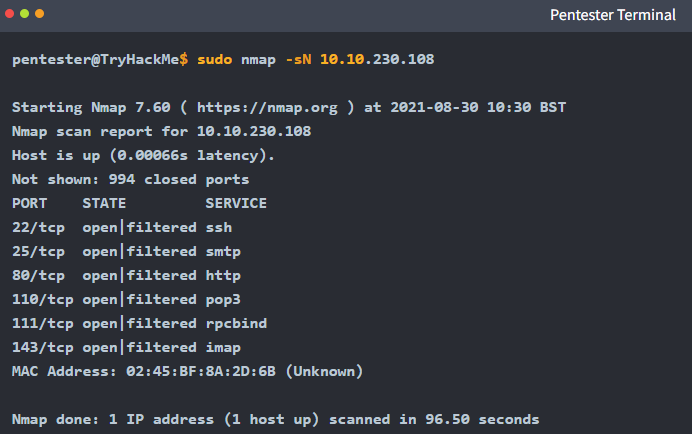 Pentester Terminal
pentester@TryHackMe$ sudo nmap -sN 10.10.230.108
Starting Nmap 7.60 ( https://nmap.org ) at 2021-08-30 10:30 BST
Nmap scan report for 10.10.230.108
Host is up (0.00066s latency).
Not shown: 994 closed ports
PORT    STATE         SERVICE
22/tcp  open|filtered ssh
25/tcp  open|filtered smtp
80/tcp  open|filtered http
110/tcp open|filtered pop3
111/tcp open|filtered rpcbind
143/tcp open|filtered imap
MAC Address: 02:45:BF:8A:2D:6B (Unknown)
Nmap done: 1 IP address (1 host up) scanned in 96.50 seconds